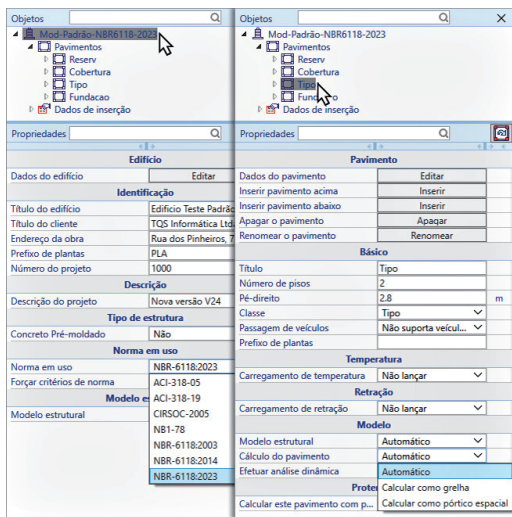 Objetos
Mod-Padrão-NBR6118-2023
Pavimentos
Reserv
Cobertura
Tipo
Fundacao
Dados de inserção
Propriedades
Edifício
Dados do edifício Editar
Identificação
Título do edifício Edificio Teste Padrão
Título do cliente TQS Informática Ltd
Endereço da obra Rua dos Pinheiros, 7
Prefixo de plantas PLA
Número do projeto 1000
Descrição
Descrição do projeto Nova versão V24
Tipo de estrutura
Concreto Pré-moldado Não
Norma em uso
Norma em uso NBR-6118:2023
Forçar critérios de norma
ACI-318-05
ACI-318-19
CIRSOC-2005
NB1-78
NBR-6118:2003
NBR-6118:2014
NBR-6118:2023
Modelo
Modelo estrutural
Objetos
Mod-Padrão-NBR6118-2023
Pavimentos
Reserv
Cobertura
Tipo
Dados de inserção
Propriedades
Pavimento
Dados do pavimento Editar
Inserir pavimento acima Inserir
Inserir pavimento abaixo Inserir
Apagar o pavimento Apagar
Renomear o pavimento Renomear
Básico
Título Tipo
Número de pisos 2
Pé-direito 2.8 m
Classe Tipo
Passagem de veículos Não suporta veícul...
Prefixo de plantas
Temperatura
Carregamento de temperatura Não lançar
Retração
Carregamento de retração Não lançar
Modelo
Modelo estrutural Automático
Cálculo do pavimento Automático
Efetuar análise dinâmica
Automático
Calcular como grelha
Calcular como pórtico espacial
Calcular este pavimento com p...